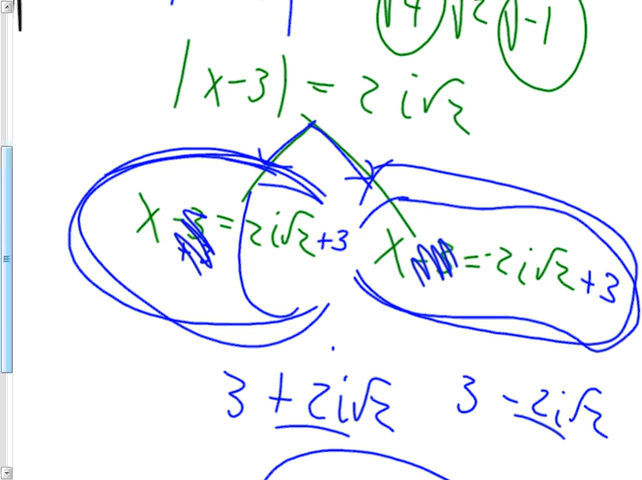 √4 √2 √-1
|x-3| = 2i√2
x = 2i√2 +3 x = -2i√2 +3
3 + 2i√2 3 - 2i√2